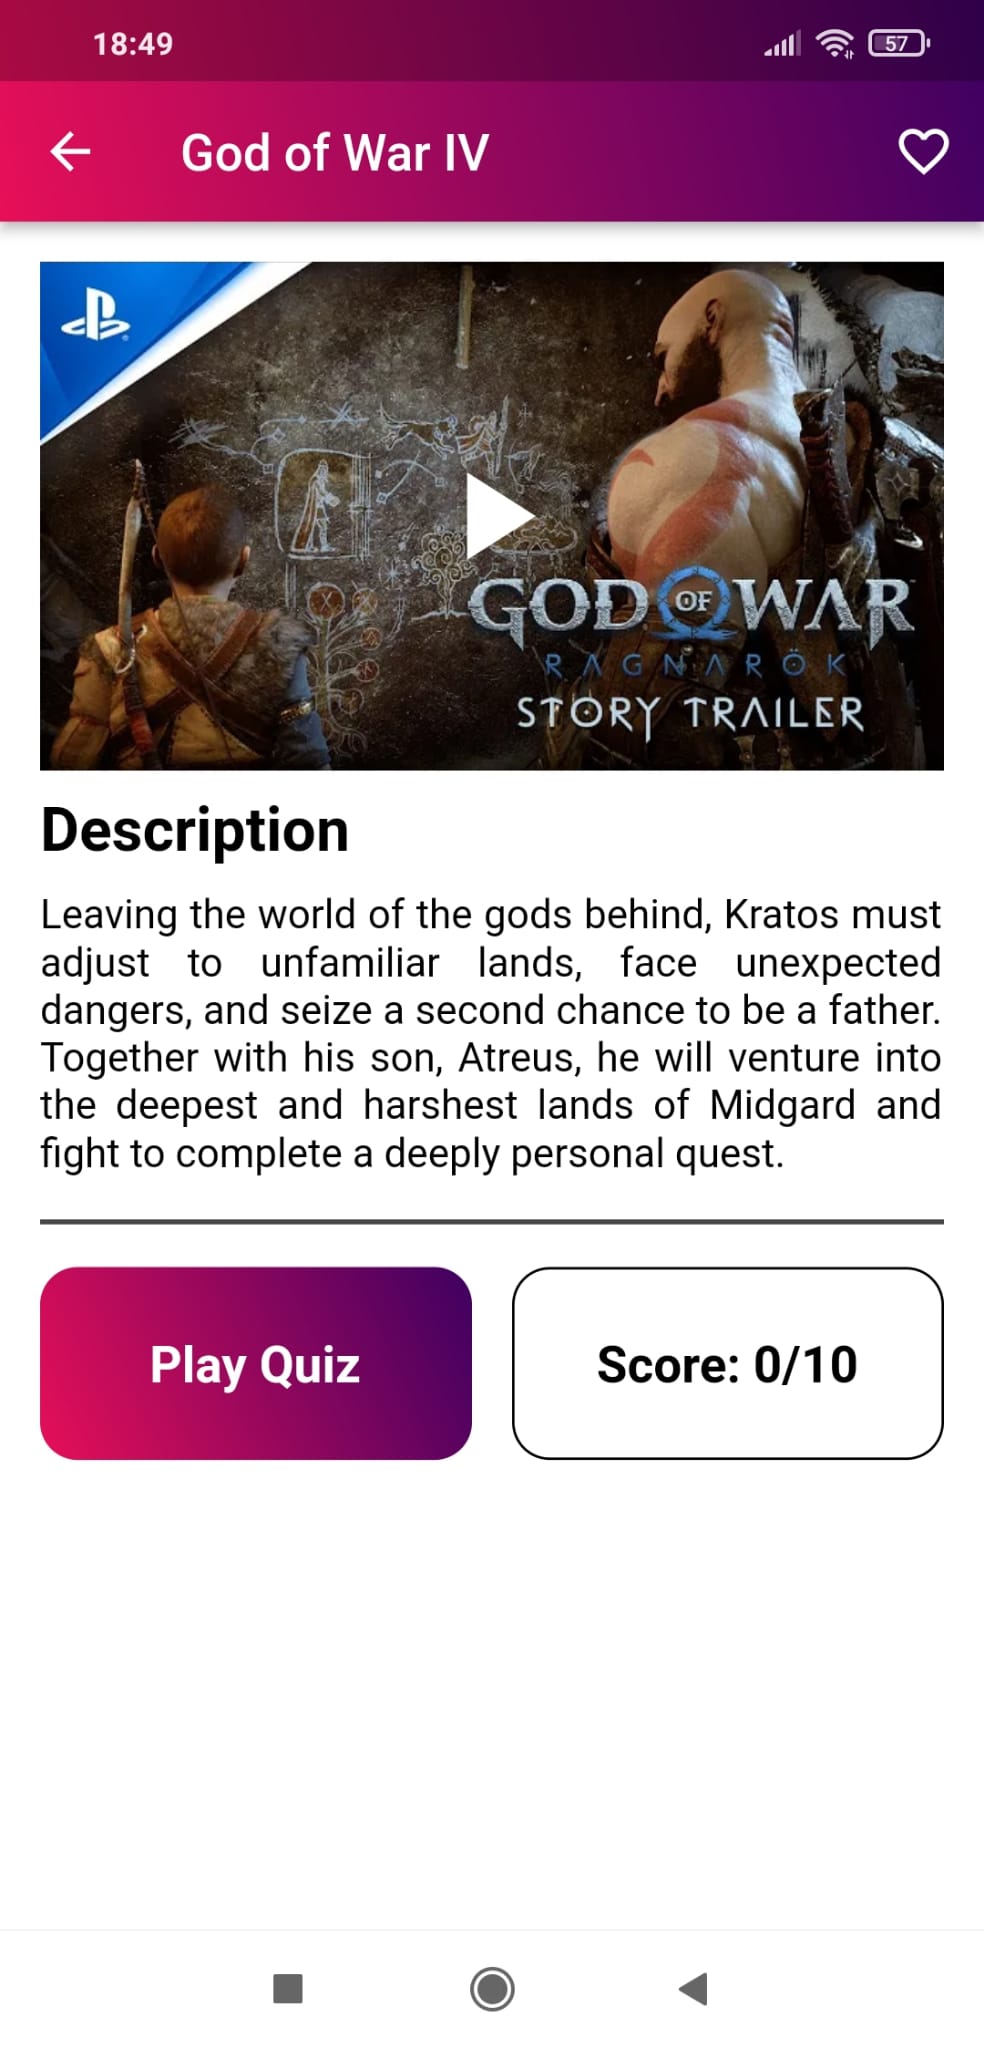 18:49
57
God of War IV
GOD OF WAR
RAGNARÖK
STORY TRAILER
Description
Leaving the world of the gods behind, Kratos must
adjust to unfamiliar lands, face unexpected
dangers, and seize a second chance to be a father.
Together with his son, Atreus, he will venture into
the deepest and harshest lands of Midgard and
fight to complete a deeply personal quest.
Play Quiz
Score: 0/10